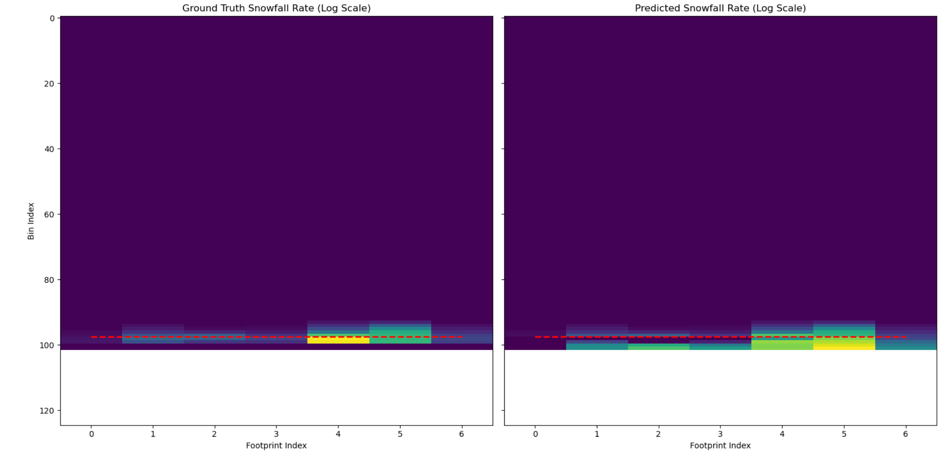 Ground Truth Snowfall Rate (Log Scale)
Predicted Snowfall Rate (Log Scale)
Bin Index
0
20
40
60
80
100
120
0 1 2 3 4 5 6
0 1 2 3 4 5 6
Footprint Index
Footprint Index